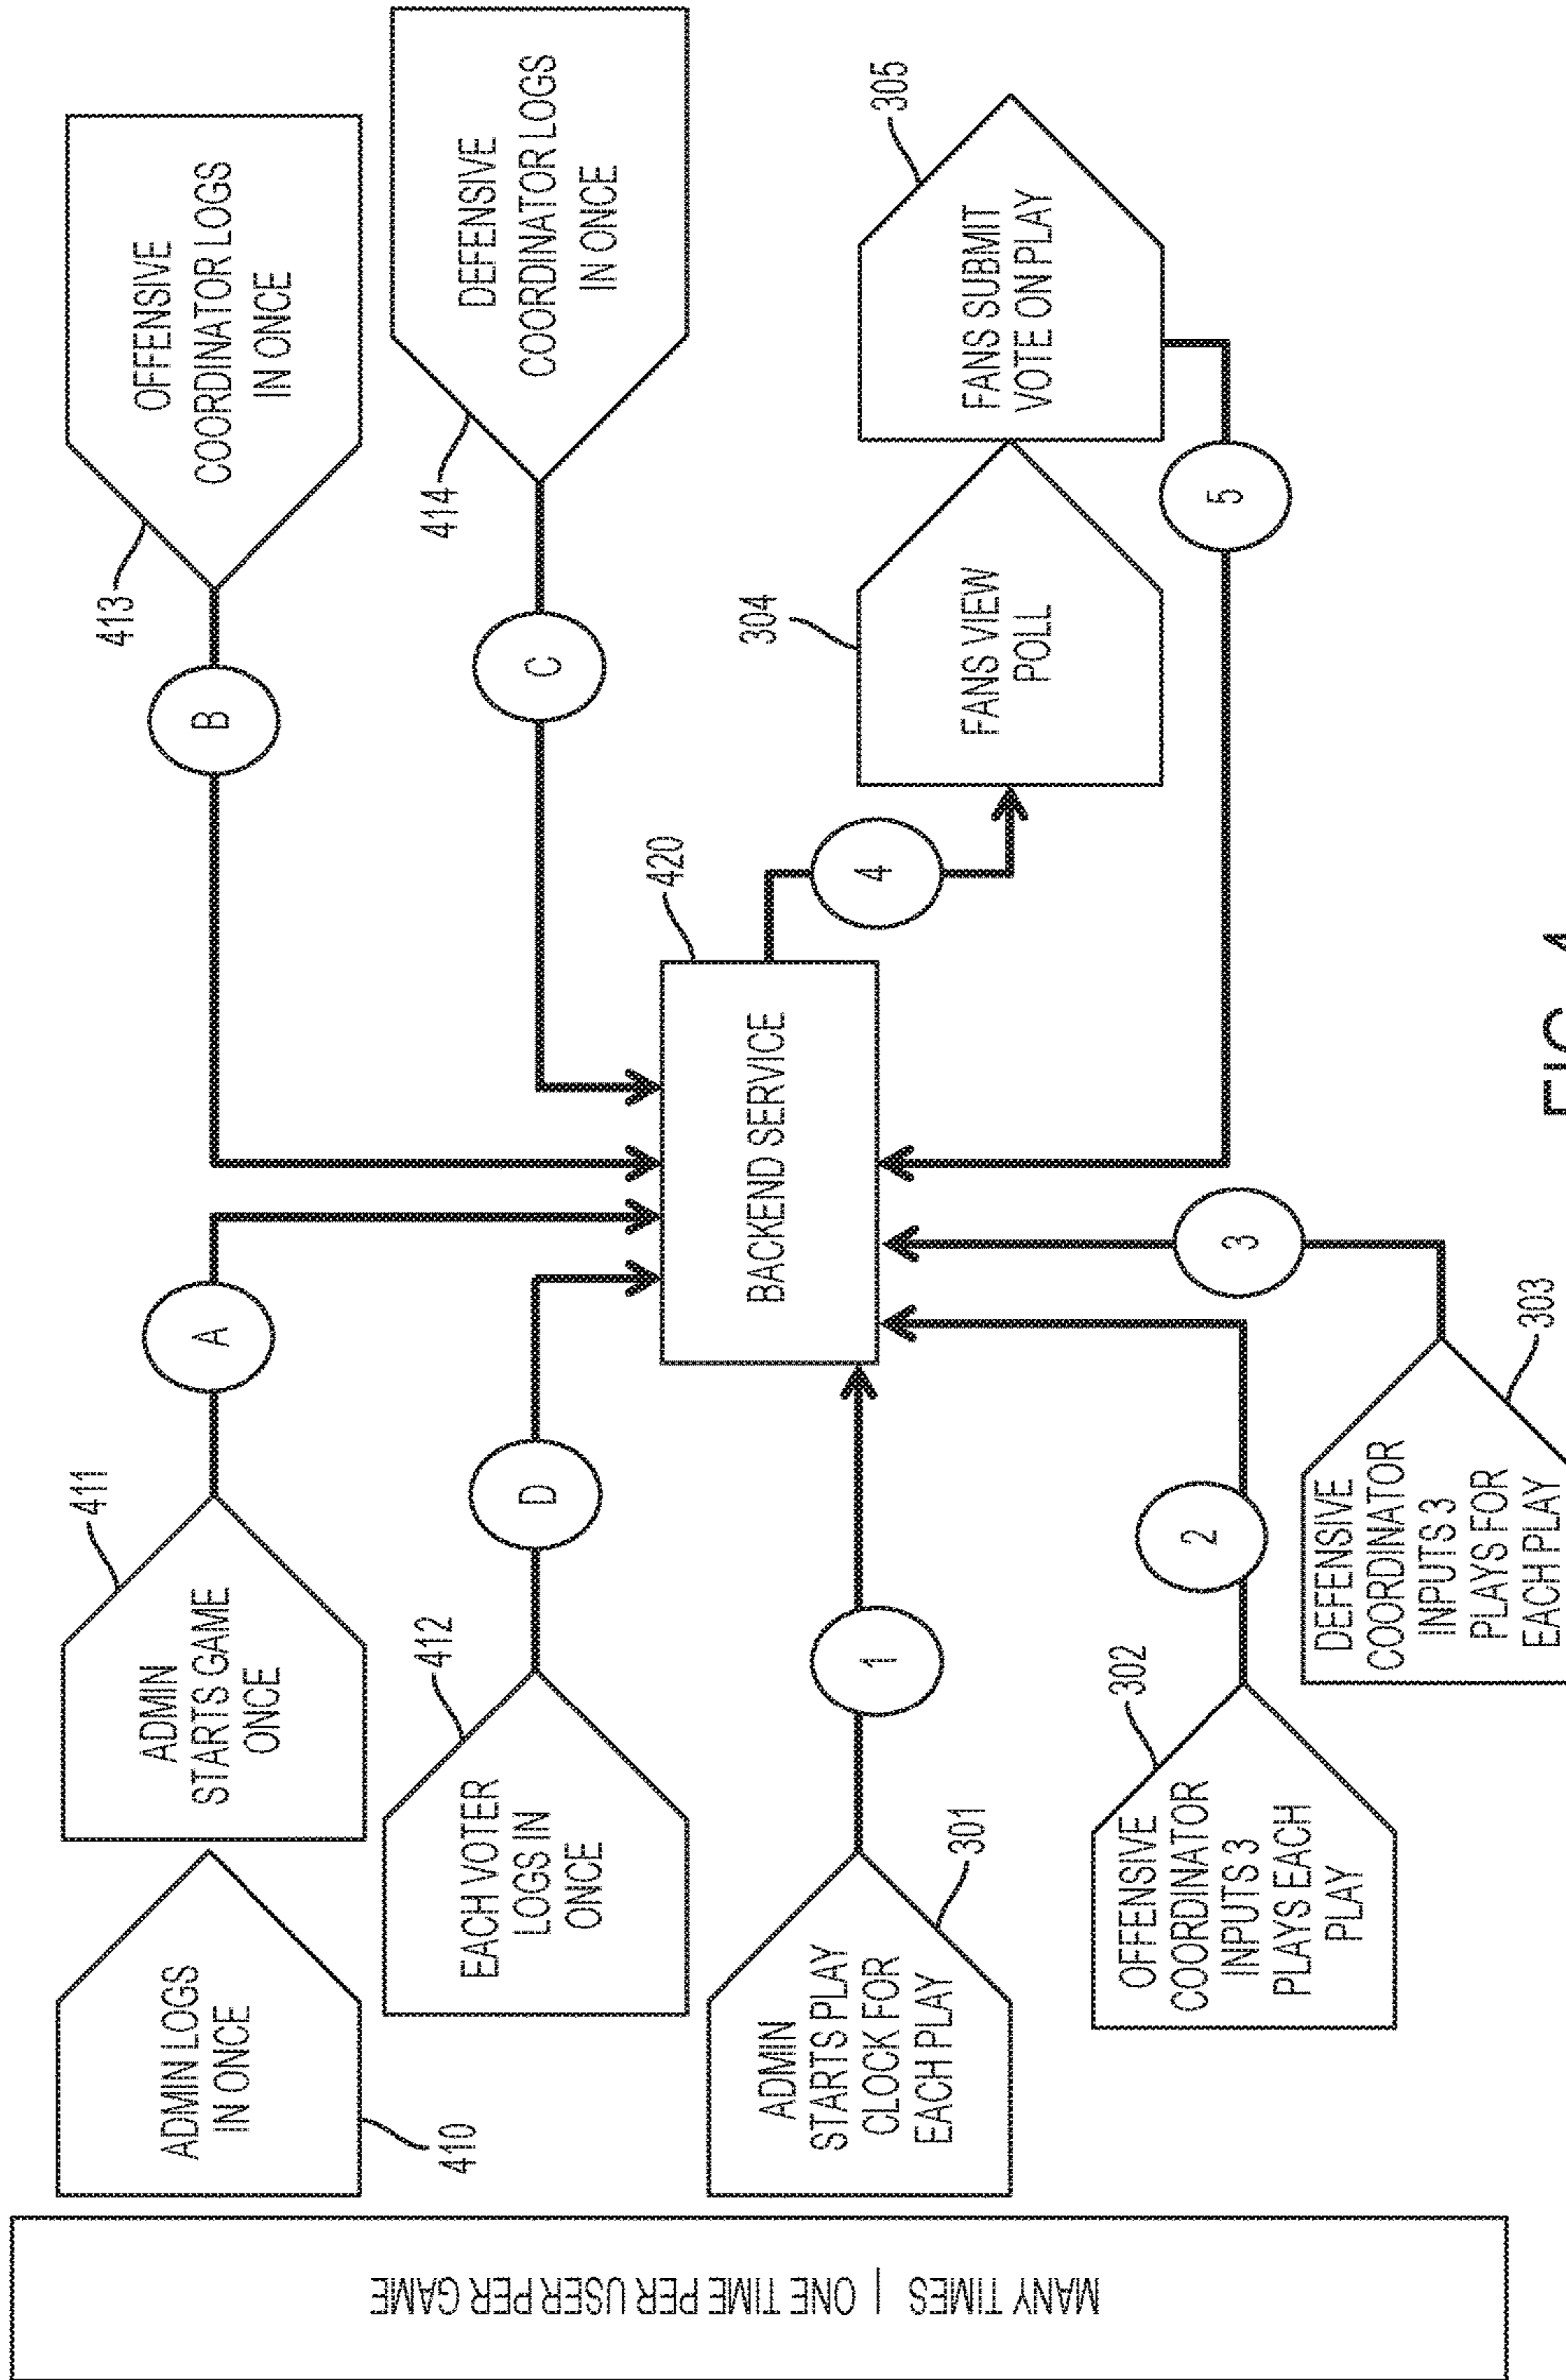 MANY TIMES | ONE TIME PER USER PER GAME
ADMIN LOGS
IN ONCE
410
ADMIN
STARTS GAME
ONCE
411
A
B
413
OFFENSIVE
COORDINATOR LOGS
IN ONCE
EACH VOTER
LOGS IN
ONCE
412
D
C
414
DEFENSIVE
COORDINATOR LOGS
IN ONCE
BACKEND SERVICE
420
ADMIN
STARTS PLAY
CLOCK FOR
EACH PLAY
301
1
4
304
FANS VIEW
POLL
305
FANS SUBMIT
VOTE ON PLAY
5
OFFENSIVE
COORDINATOR
INPUTS 3
PLAYS EACH
PLAY
302
2
3
DEFENSIVE
COORDINATOR
INPUTS 3
PLAYS FOR
EACH PLAY
303
FIG. 4